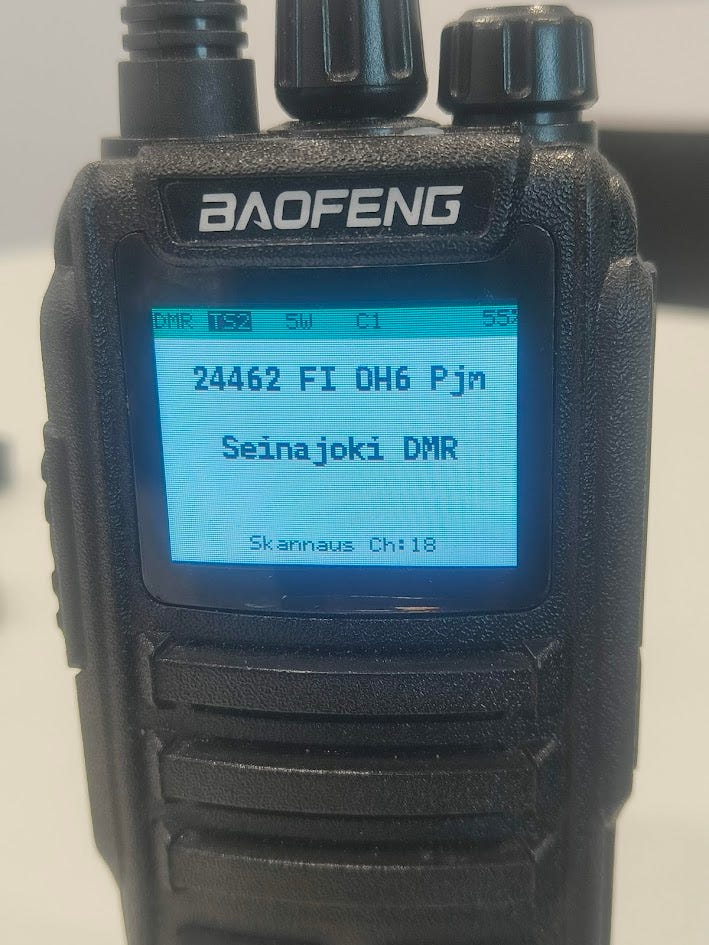 BAOFENG
DMR TS2 5W C1 55%
24462 FI OH6 Pjm
Seinajoki DMR
Skannaus Ch:18